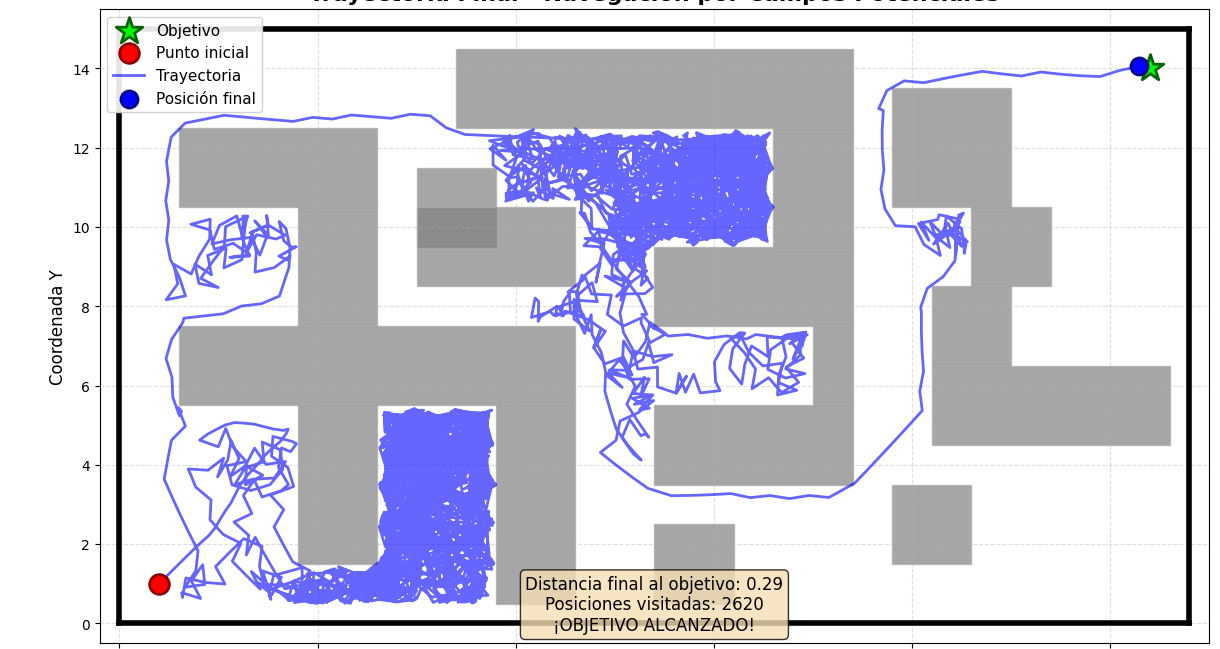 Trayectoria Final - Navegación por Campos Potenciales
Objetivo
Punto inicial
Trayectoria
Posición final
14
12
10
8
6
4
2
0
Coordenada Y
Distancia final al objetivo: 0.29
Posiciones visitadas: 2620
¡OBJETIVO ALCANZADO!